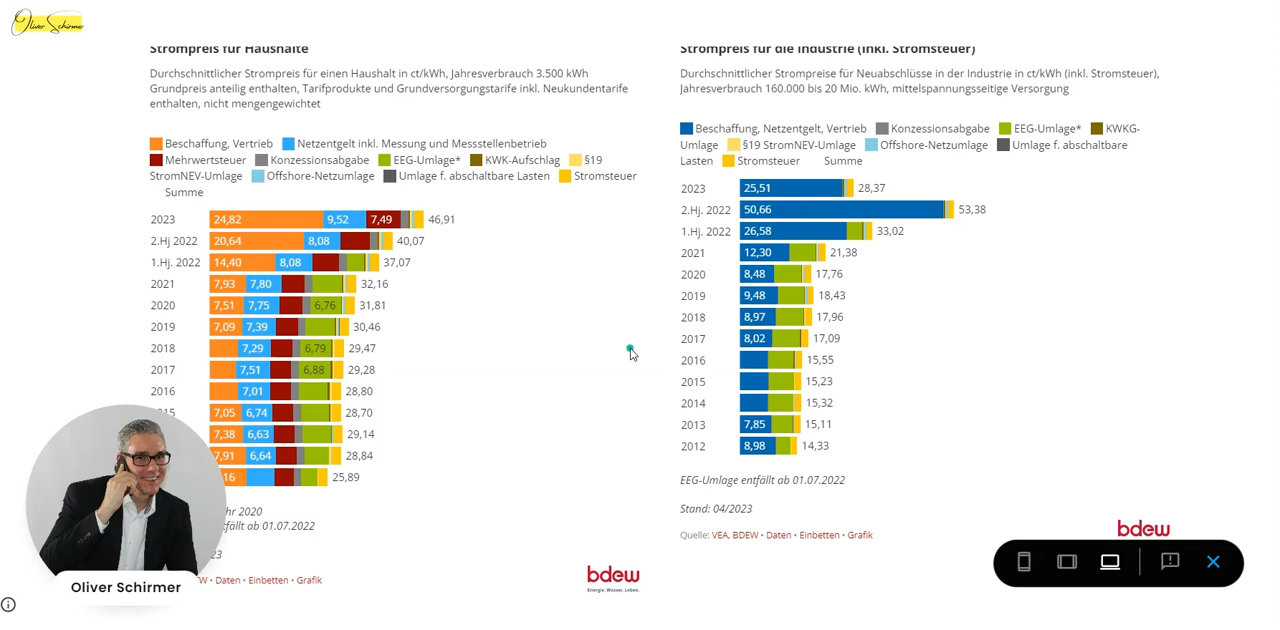 Oliver Schirmer
Strompreis für Haushalte
Durchschnittlicher Strompreis für einen Haushalt in ct/kWh, Jahresverbrauch 3.500 kWh
Grundpreis anteilig enthalten, Tarifprodukte und Grundversorgungstarife inkl. Neukundentarife
enthalten, nicht mengengewichtet
Beschaffung, Vertrieb Netzentgelt inkl. Messung und Messstellenbetrieb
Mehrwertsteuer Konzessionsabgabe EEG-Umlage* KWK-Aufschlag §19
StromNEV-Umlage Offshore-Netzumlage Umlage f. abschaltbare Lasten Stromsteuer
Summe
2023 24,82 9,52 7,49 46,91
2.Hj 2022 20,64 8,08 40,07
1.Hj. 2022 14,40 8,08 37,07
2021 7,93 7,80 32,16
2020 7,51 7,75 6,76 31,81
2019 7,09 7,39 30,46
2018 7,29 6,79 29,47
2017 7,51 6,88 29,28
2016 7,01 28,80
2015 7,05 6,74 28,70
7,38 6,63 29,14
7,91 6,64 28,84
16 25,89
hr 2020
fällt ab 01.07.2022
23
W • Daten • Einbetten • Grafik
bdew
Energie. Wasser. Leben.
Oliver Schirmer
Strompreis für die Industrie (inkl. Stromsteuer)
Durchschnittliche Strompreise für Neuabschlüsse in der Industrie in ct/kWh (inkl. Stromsteuer),
Jahresverbrauch 160.000 bis 20 Mio. kWh, mittelspannungsseitige Versorgung
Beschaffung, Netzentgelt, Vertrieb Konzessionsabgabe EEG-Umlage* KWKG-
Umlage §19 StromNEV-Umlage Offshore-Netzumlage Umlage f. abschaltbare
Lasten Stromsteuer Summe
2023 25,51 28,37
2.Hj. 2022 50,66 53,38
1.Hj. 2022 26,58 33,02
2021 12,30 21,38
2020 8,48 17,76
2019 9,48 18,43
2018 8,97 17,96
2017 8,02 17,09
2016 15,55
2015 15,23
2014 15,32
2013 7,85 15,11
2012 8,98 14,33
EEG-Umlage entfällt ab 01.07.2022
Stand: 04/2023
Quelle: VEA, BDEW • Daten • Einbetten • Grafik
bdew